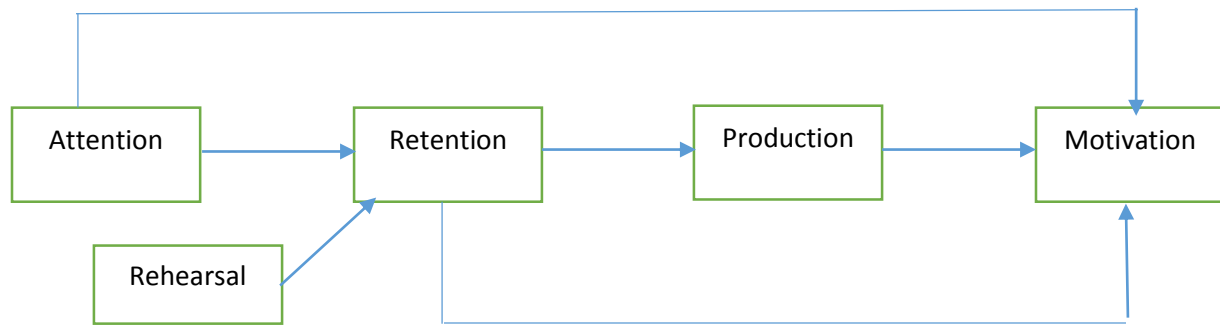 Attention
Retention
Production
Motivation
Rehearsal